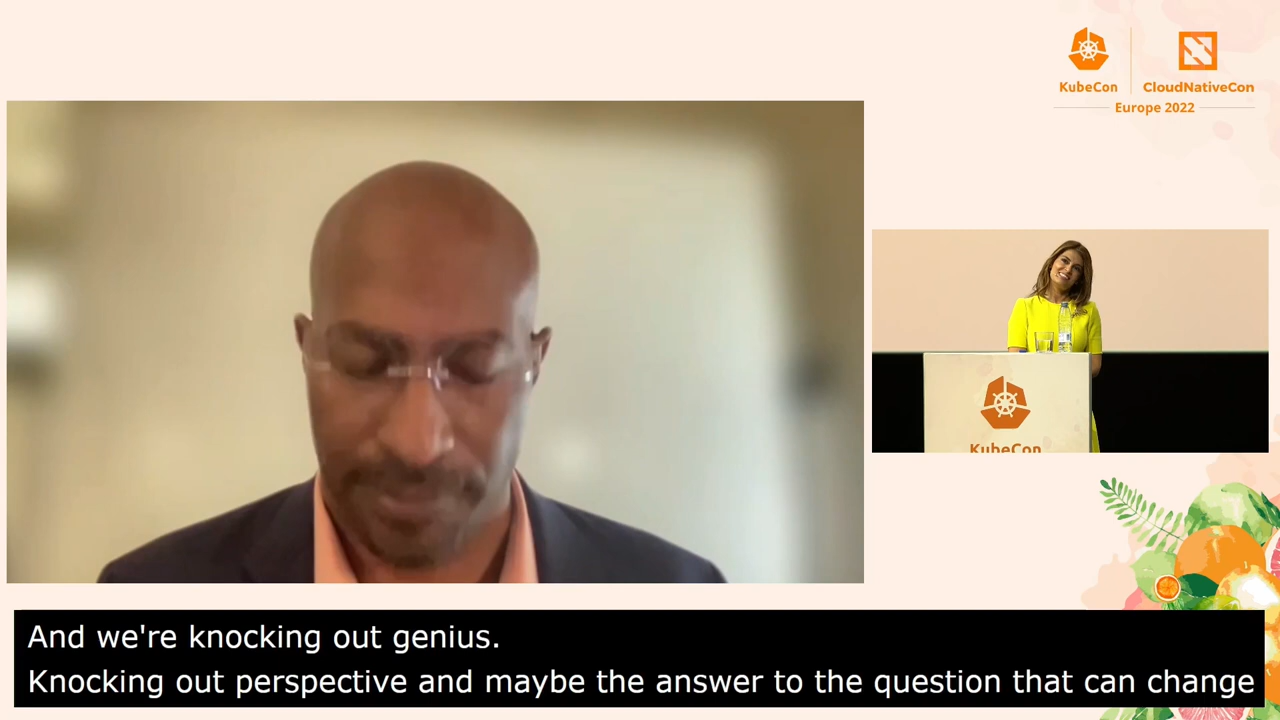 KubeCon
CloudNativeCon
Europe 2022
KubeCon
And we're knocking out genius.
Knocking out perspective and maybe the answer to the question that can change